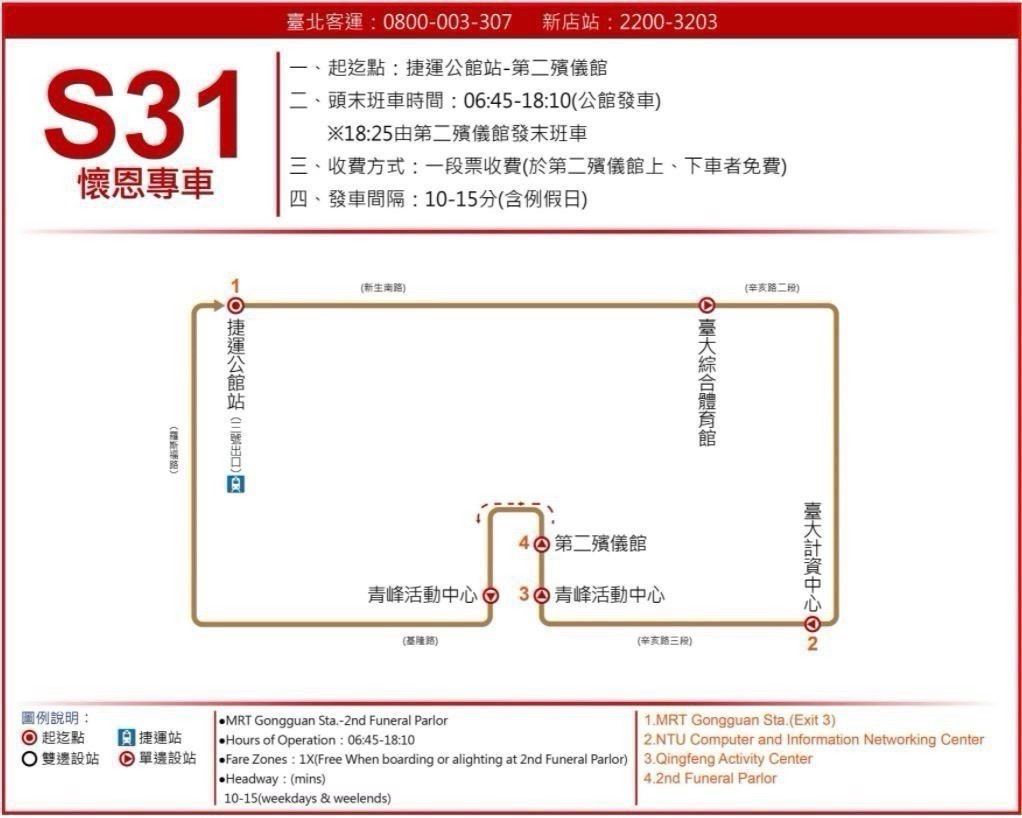 臺北客運：0800-003-307 新店站：2200-3203
S31
懷恩專車
一、起迄點：捷運公館站-第二殯儀館
二、頭末班車時間：06:45-18:10(公館發車)
※18:25由第二殯儀館發末班車
三、收費方式：一段票收費(於第二殯儀館上、下車者免費)
四、發車間隔：10-15分(含例假日)
1
(新生南路)
(辛亥路二段)
捷運公館站(二號出口)
臺大綜合體育館
(羅斯福路)
臺大計資中心
4 第二殯儀館
青峰活動中心
3 青峰活動中心
(基隆路)
(辛亥路三段)
2
圖例說明：
起迄點 捷運站
雙邊設站 單邊設站
●MRT Gongguan Sta.-2nd Funeral Parlor
●Hours of Operation：06:45-18:10
●Fare Zones：1X(Free When boarding or alighting at 2nd Funeral Parlor)
●Headway：(mins)
10-15(weekdays & weelends)
1.MRT Gongguan Sta.(Exit 3)
2.NTU Computer and Information Networking Center
3.Qingfeng Activity Center
4.2nd Funeral Parlor